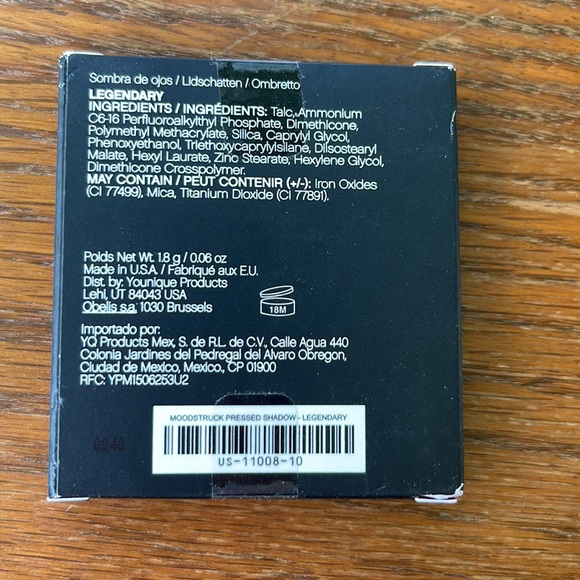 Sombra de ojos / Lidschatten / Ombretto
LEGENDARY
INGREDIENTS / INGRÉDIENTS: Talc, Ammonium
C6-16 Perfluoroalkylthyl Phosphate, Dimethicone,
Polymethyl Methacrylate, Silica, Caprylyl Glycol,
Phenoxyethanol, Triethoxycaprylylsilane, Diisostearyl
Malate, Hexyl Laurate, Zinc Stearate, Hexylene Glycol,
Dimethicone Crosspolymer.
MAY CONTAIN / PEUT CONTENIR (+/-): Iron Oxides
(CI 77499), Mica, Titanium Dioxide (CI 77891).
Poids Net Wt. 1.8 g / 0.06 oz
Made in U.S.A. / Fabriqué aux E.U.
Dist. by: Younique Products
Lehi, UT 84043 USA
Obelis s.a: 1030 Brussels
18M
Importado por:
YQ Products Mex, S. de R.L. de C.V., Calle Agua 440
Colonia Jardines del Pedregal del Alvaro Obregon,
Ciudad de Mexico, Mexico, CP 01900
RFC: YPM1506253U2
0240
MOODSTRUCK PRESSED SHADOW - LEGENDARY
US-11008-10